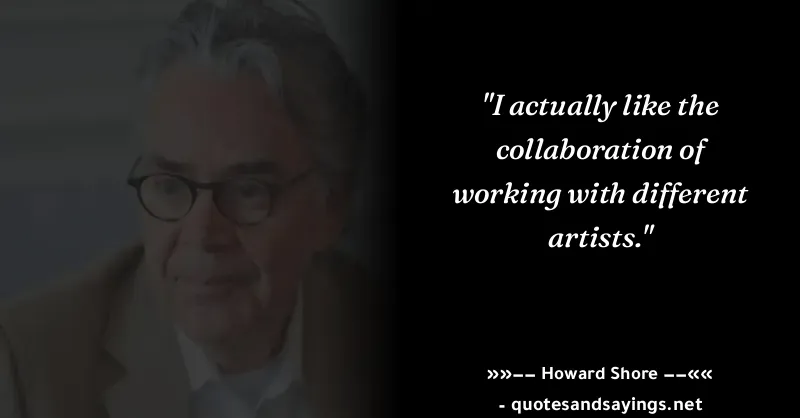 "I actually like the
collaboration of
working with different
artists."
»»−− Howard Shore −−««
- quotesandsayings.net